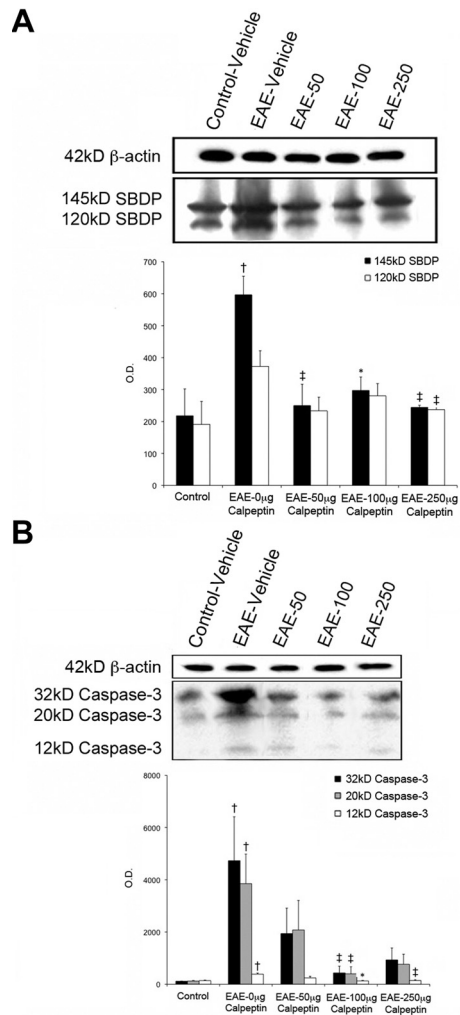 A
Control-Vehicle
EAE-Vehicle
EAE-50
EAE-100
EAE-250
42kD β-actin
145kD SBDP
120kD SBDP
145kD SBDP
120kD SBDP
O.D.
700
600
500
400
300
200
100
0
†
‡
*
‡ ‡
Control
EAE-0μg Calpeptin
EAE-50μg Calpeptin
EAE-100μg Calpeptin
EAE-250μg Calpeptin
B
Control-Vehicle
EAE-Vehicle
EAE-50
EAE-100
EAE-250
42kD β-actin
32kD Caspase-3
20kD Caspase-3
12kD Caspase-3
32kD Caspase-3
20kD Caspase-3
12kD Caspase-3
O.D.
8000
6000
4000
2000
0
†
†
†
‡ ‡ *
‡
Control
EAE-0μg Calpeptin
EAE-50μg Calpeptin
EAE-100μg Calpeptin
EAE-250μg Calpeptin